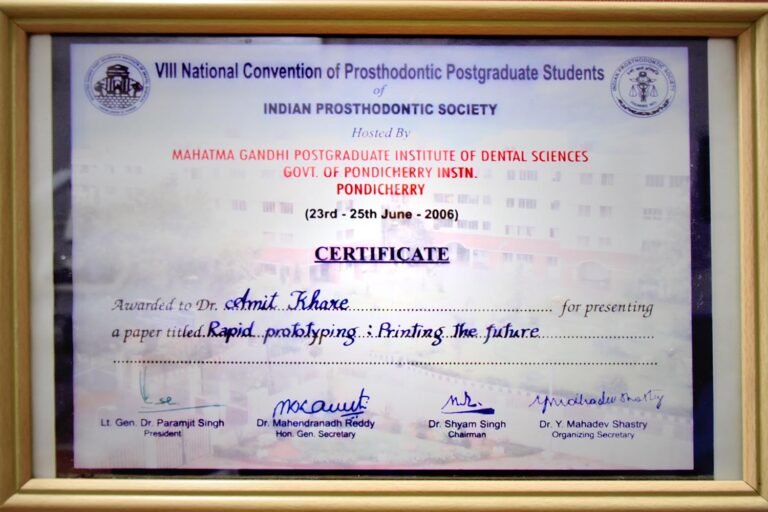 VIII National Convention of Prosthodontic Postgraduate Students
of
INDIAN PROSTHODONTIC SOCIETY
Hosted By
MAHATMA GANDHI POSTGRADUATE INSTITUTE OF DENTAL SCIENCES
GOVT. OF PONDICHERRY INSTN.
PONDICHERRY
(23rd - 25th June - 2006)
CERTIFICATE
Awarded to Dr. Amit Khare for presenting
a paper titled Rapid prototyping : Printing the future
Lt. Gen. Dr. Paramjit Singh Dr. Mahendranadh Reddy Dr. Shyam Singh Dr. Y. Mahadev Shastry
President Hon. Gen. Secretary Chairman Organizing Secretary
INDIAN PROSTHODONTIC SOCIETY